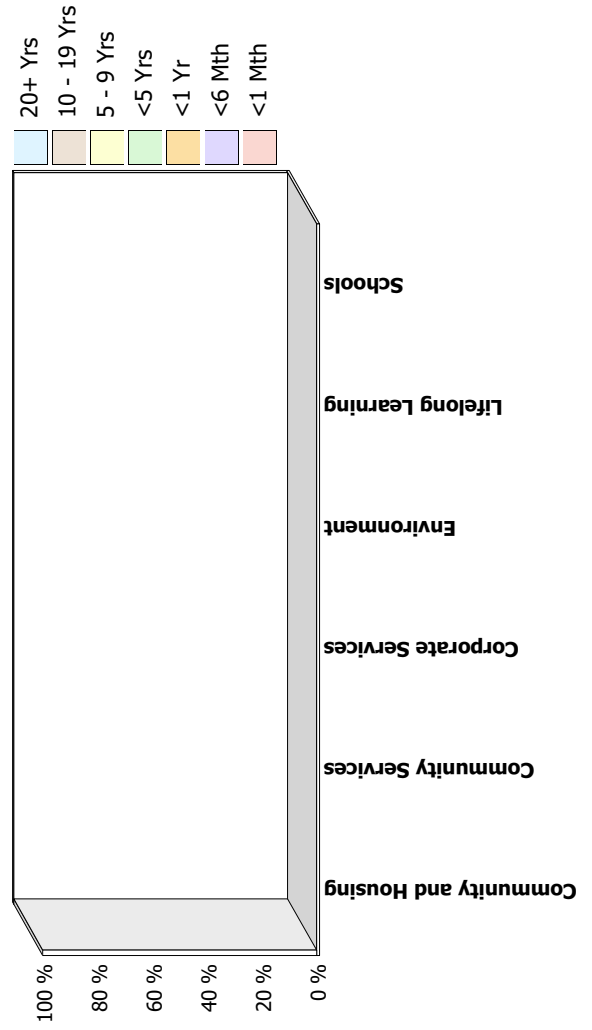 20+ Yrs
10 - 19 Yrs
5 - 9 Yrs
<5 Yrs
<1 Yr
<6 Mth
<1 Mth
100 %
80 %
60 %
40 %
20 %
0 %
Community and Housing
Community Services
Corporate Services
Environment
Lifelong Learning
Schools